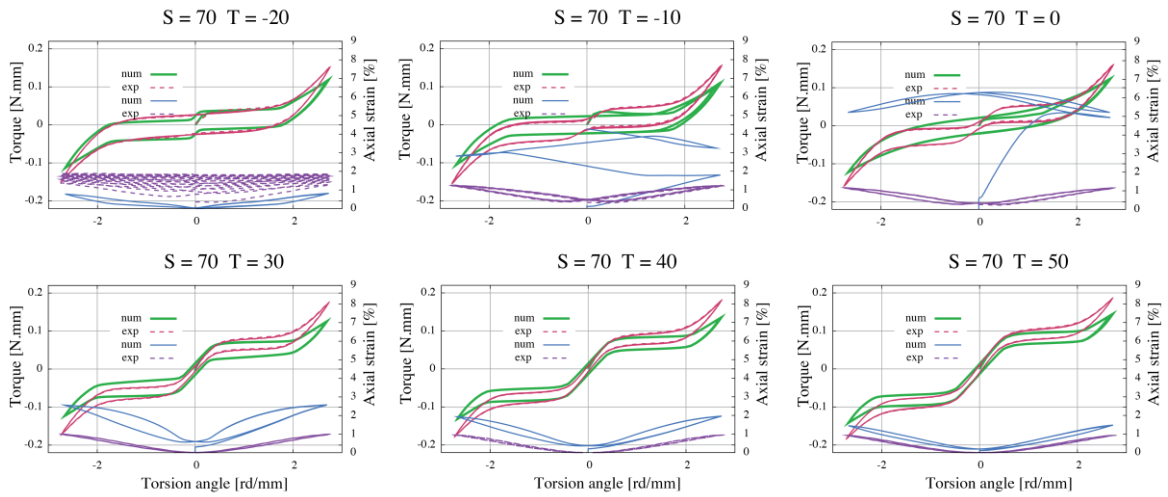 S = 70 T = -20
S = 70 T = -10
S = 70 T = 0
Torque [N.mm]
0.2
0.1
0
-0.1
-0.2
num
exp
num
exp
9
8
7
6
5
4
3
2
1
0
Axial strain [%]
-2
0
2
Torque [N.mm]
0.2
0.1
0
-0.1
-0.2
num
exp
num
exp
9
8
7
6
5
4
3
2
1
0
Axial strain [%]
-2
0
2
Torque [N.mm]
0.2
0.1
0
-0.1
-0.2
num
exp
num
exp
9
8
7
6
5
4
3
2
1
0
Axial strain [%]
-2
0
2
S = 70 T = 30
S = 70 T = 40
S = 70 T = 50
Torque [N.mm]
0.2
0.1
0
-0.1
-0.2
num
exp
num
exp
9
8
7
6
5
4
3
2
1
0
Axial strain [%]
-2
0
2
Torsion angle [rd/mm]
Torque [N.mm]
0.2
0.1
0
-0.1
-0.2
num
exp
num
exp
9
8
7
6
5
4
3
2
1
0
Axial strain [%]
-2
0
2
Torsion angle [rd/mm]
Torque [N.mm]
0.2
0.1
0
-0.1
-0.2
num
exp
num
exp
9
8
7
6
5
4
3
2
1
0
Axial strain [%]
-2
0
2
Torsion angle [rd/mm]